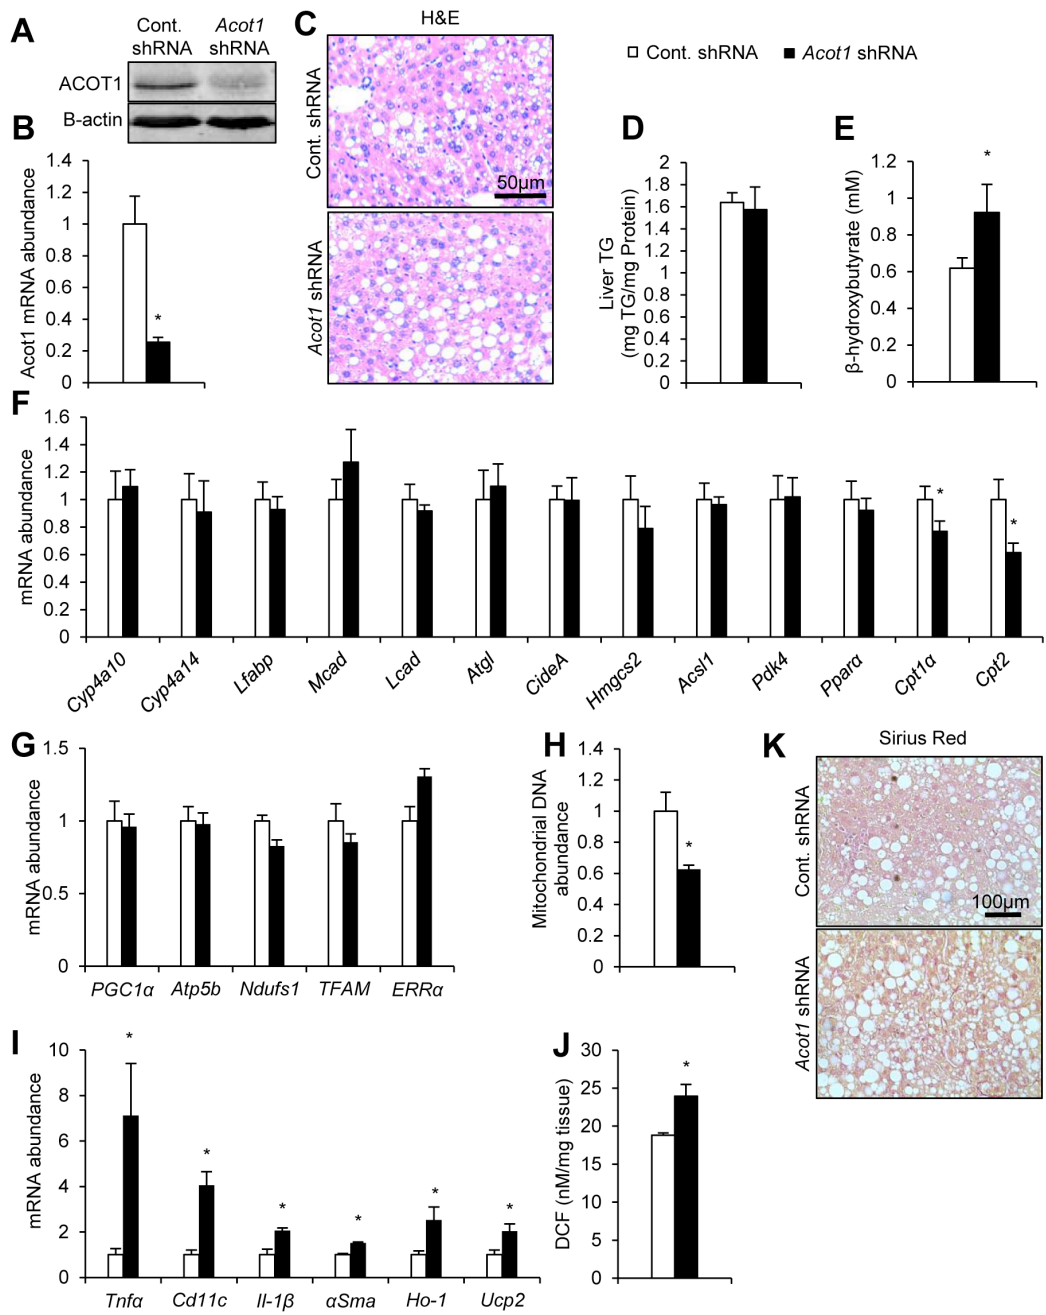 A
Cont.
shRNA
Acot1
shRNA
ACOT1
B-actin
B
Acot1 mRNA abundance
1.4
1.2
1
0.8
0.6
0.4
0.2
0
*
C
H&E
Cont. shRNA
50µm
Acot1 shRNA
Cont. shRNA
Acot1 shRNA
D
Liver TG
(mg TG/mg Protein)
2
1.8
1.6
1.4
1.2
1
0.8
0.6
0.4
0.2
0
E
β-hydroxybutyrate (mM)
1.2
1
0.8
0.6
0.4
0.2
0
*
F
mRNA abundance
1.6
1.4
1.2
1
0.8
0.6
0.4
0.2
0
*
*
Cyp4a10
Cyp4a14
Lfabp
Mcad
Lcad
Atgl
CideA
Hmgcs2
Acsl1
Pdk4
Pparα
Cpt1α
Cpt2
G
mRNA abundance
1.5
1
0.5
0
PGC1α
Atp5b
Ndufs1
TFAM
ERRα
H
Mitochondrial DNA
abundance
1.4
1.2
1
0.8
0.6
0.4
0.2
0
*
K
Sirius Red
Cont. shRNA
100µm
Acot1 shRNA
I
mRNA abundance
10
8
6
4
2
0
*
*
*
*
*
*
Tnfα
Cd11c
Il-1β
αSma
Ho-1
Ucp2
J
DCF (nM/mg tissue)
30
25
20
15
10
5
0
*